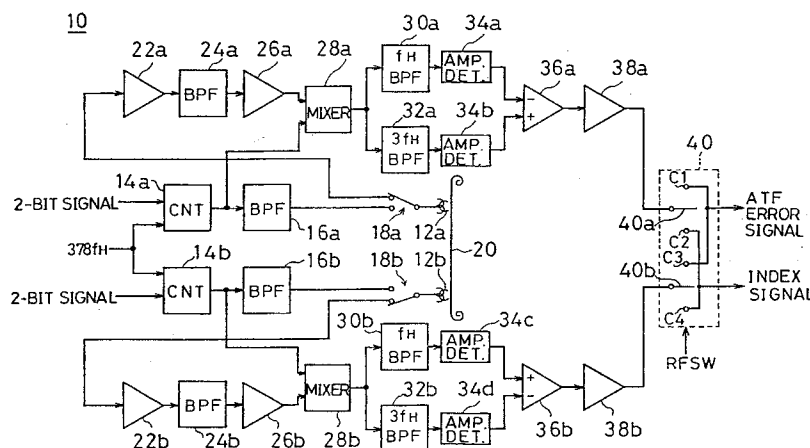 10
22a
24a
26a
28a
30a
34a
BPF
MIXER
fH
BPF
AMP.
DET.
36a
38a
32a
34b
3fH
BPF
AMP.
DET.
-
+
40
C1
40a
C2
C3
40b
C4
RFSW
ATF
ERROR
SIGNAL
INDEX
SIGNAL
14a
2-BIT SIGNAL
CNT
BPF
16a
18a
12a
20
378fH
14b
16b
18b
12b
2-BIT SIGNAL
CNT
BPF
30b
34c
fH
BPF
AMP.
DET.
32b
34d
MIXER
3fH
BPF
AMP.
DET.
+
-
36b
38b
BPF
22b
24b
26b
28b